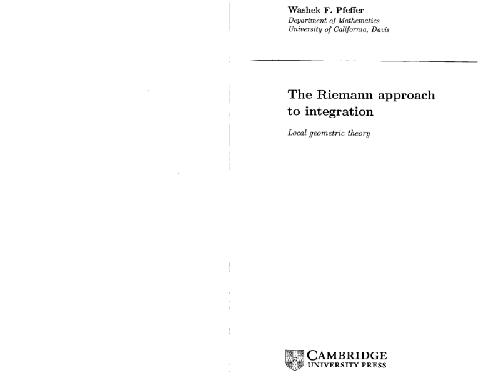 Washek F. Pfeffer
Department of Mathematics
University of California, Davis
The Riemann approach
to integration
Local geometric theory
CAMBRIDGE
UNIVERSITY PRESS